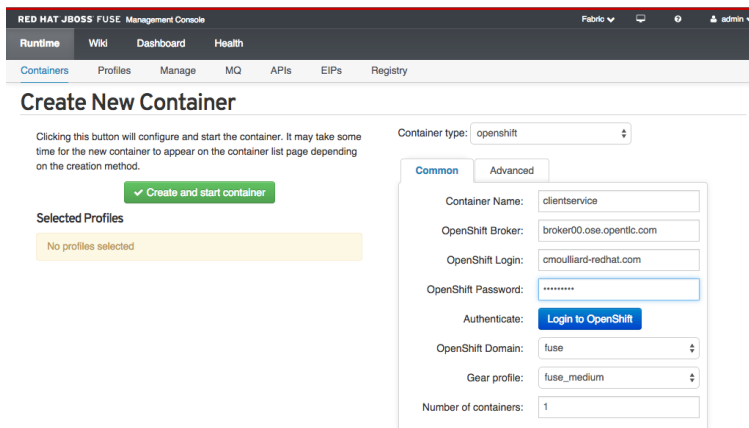 RED HAT JBOSS FUSE Management Console
Fabric
admin
Runtime Wiki Dashboard Health
Containers Profiles Manage MQ APIs EIPs Registry
Create New Container
Clicking this button will configure and start the container. It may take some
time for the new container to appear on the container list page depending
on the creation method.
Create and start container
Selected Profiles
No profiles selected
Container type: openshift
Common Advanced
Container Name: clientservice
OpenShift Broker: broker00.ose.opentlc.com
OpenShift Login: cmoulliard-redhat.com
OpenShift Password: •••••••••
Authenticate: Login to OpenShift
OpenShift Domain: fuse
Gear profile: fuse_medium
Number of containers: 1